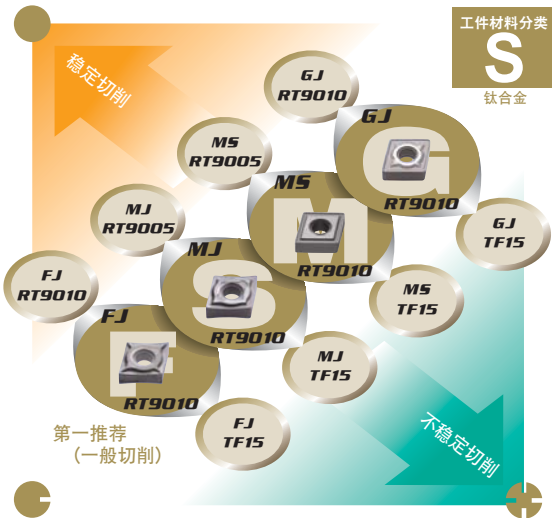 工件材料分类
S
钛合金
稳定切削
GJ
RT9010
MS
RT9005
MJ
RT9005
FJ
RT9010
GJ
G
RT9010
MS
M
RT9010
MJ
S
RT9010
FJ
F
RT9010
GJ
TF15
MS
TF15
MJ
TF15
FJ
TF15
第一推荐
（一般切削）
不稳定切削